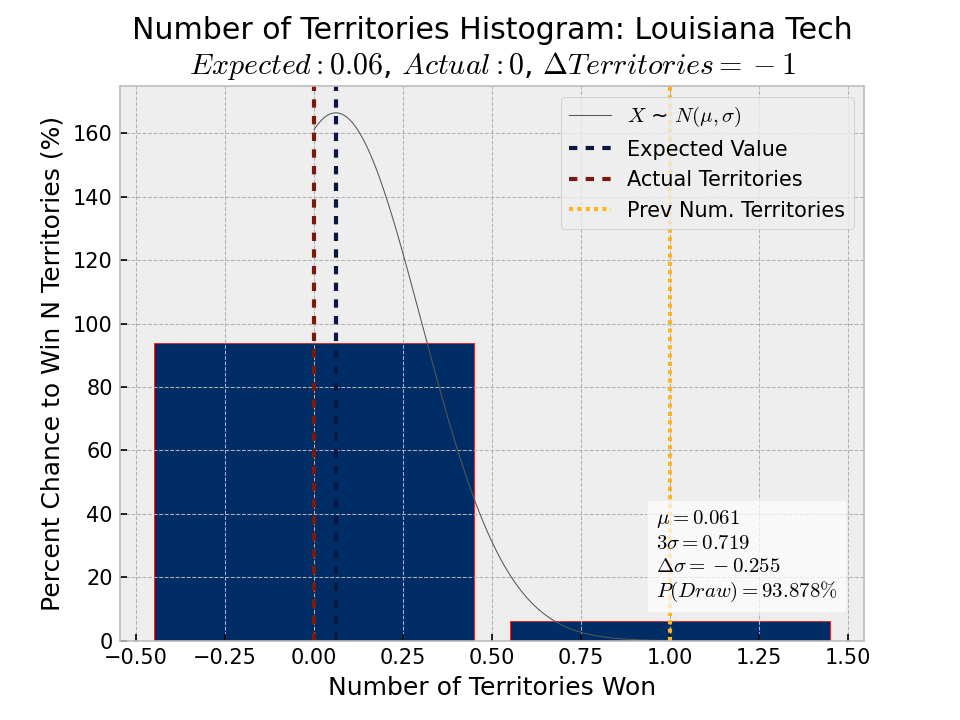 Number of Territories Histogram: Louisiana Tech
Expected : 0.06, Actual : 0, ΔTerritories = −1
Percent Chance to Win N Territories (%)
160
140
120
100
80
60
40
20
0
X ~ N(μ, σ)
Expected Value
Actual Territories
Prev Num. Territories
μ = 0.061
3σ = 0.719
Δσ = −0.255
P(Draw) = 93.878%
−0.50 −0.25 0.00 0.25 0.50 0.75 1.00 1.25 1.50
Number of Territories Won